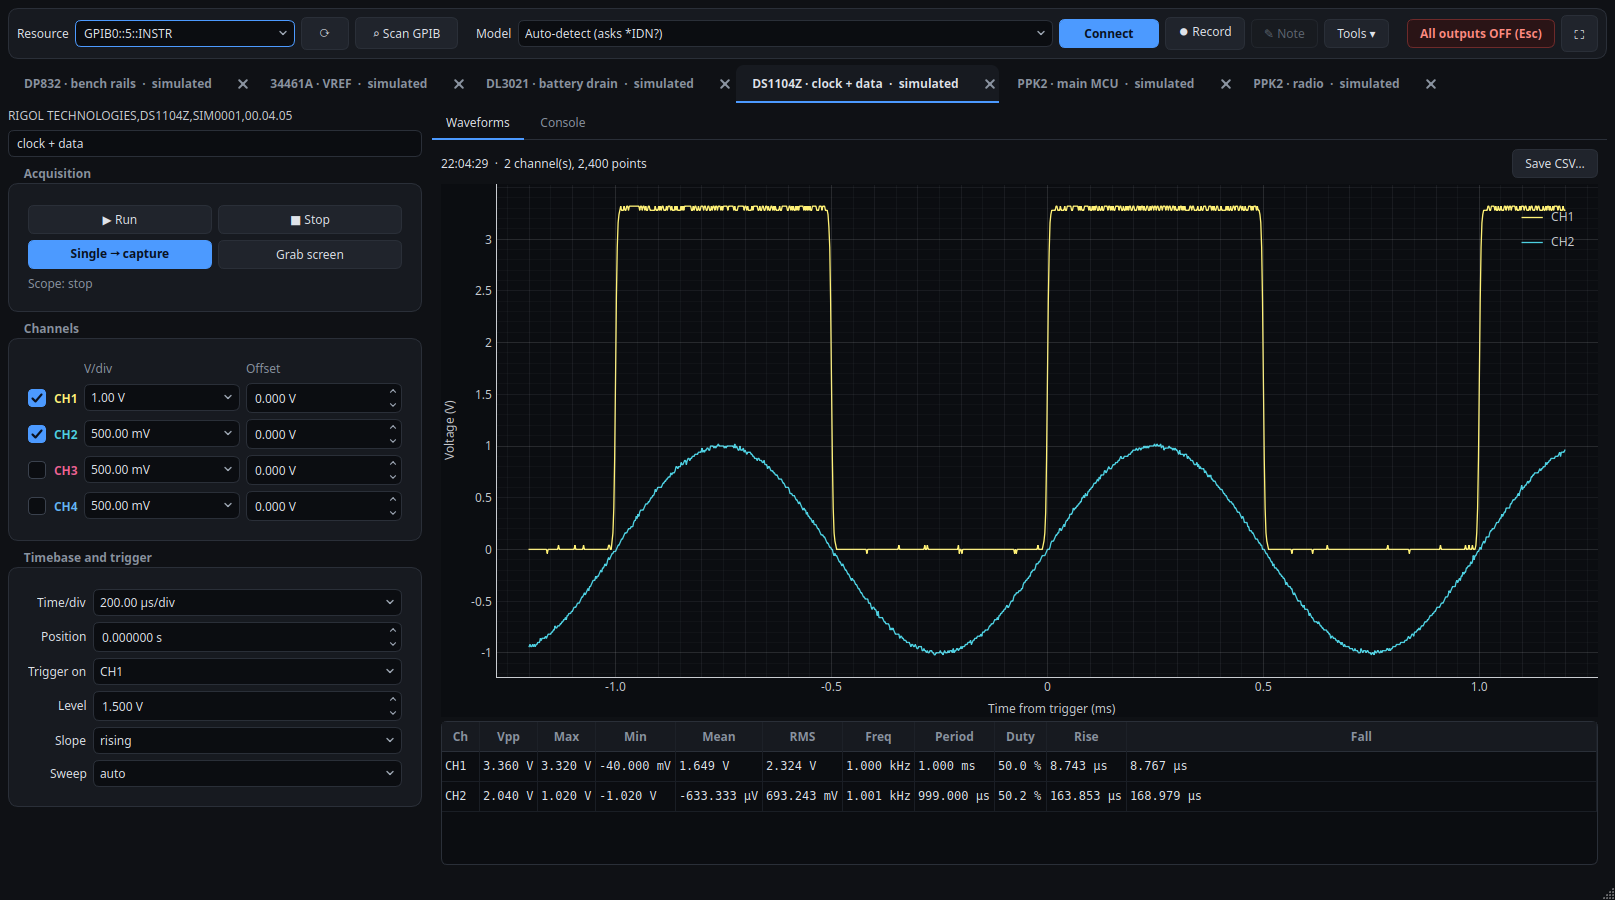 Resource GPIB0::5::INSTR ⟳ ⌕ Scan GPIB Model Auto-detect (asks *IDN?) Connect ● Record ✎ Note Tools ▾ All outputs OFF (Esc) ⛶
DP832 · bench rails · simulated ✕ 34461A · VREF · simulated ✕ DL3021 · battery drain · simulated ✕ DS1104Z · clock + data · simulated ✕ PPK2 · main MCU · simulated ✕ PPK2 · radio · simulated ✕
RIGOL TECHNOLOGIES,DS1104Z,SIM0001,00.04.05
clock + data
Acquisition
▶ Run ■ Stop
Single → capture Grab screen
Scope: stop
Channels
V/div Offset
CH1 1.00 V 0.000 V
CH2 500.00 mV 0.000 V
CH3 500.00 mV 0.000 V
CH4 500.00 mV 0.000 V
Timebase and trigger
Time/div 200.00 µs/div
Position 0.000000 s
Trigger on CH1
Level 1.500 V
Slope rising
Sweep auto
Waveforms Console
22:04:29 · 2 channel(s), 2,400 points Save CSV...
CH1
CH2
3
2.5
2
1.5
1
0.5
0
-0.5
-1
Voltage (V)
-1.0 -0.5 0 0.5 1.0
Time from trigger (ms)
Ch Vpp Max Min Mean RMS Freq Period Duty Rise Fall
CH1 3.360 V 3.320 V -40.000 mV 1.649 V 2.324 V 1.000 kHz 1.000 ms 50.0 % 8.743 µs 8.767 µs
CH2 2.040 V 1.020 V -1.020 V -633.333 µV 693.243 mV 1.001 kHz 999.000 µs 50.2 % 163.853 µs 168.979 µs